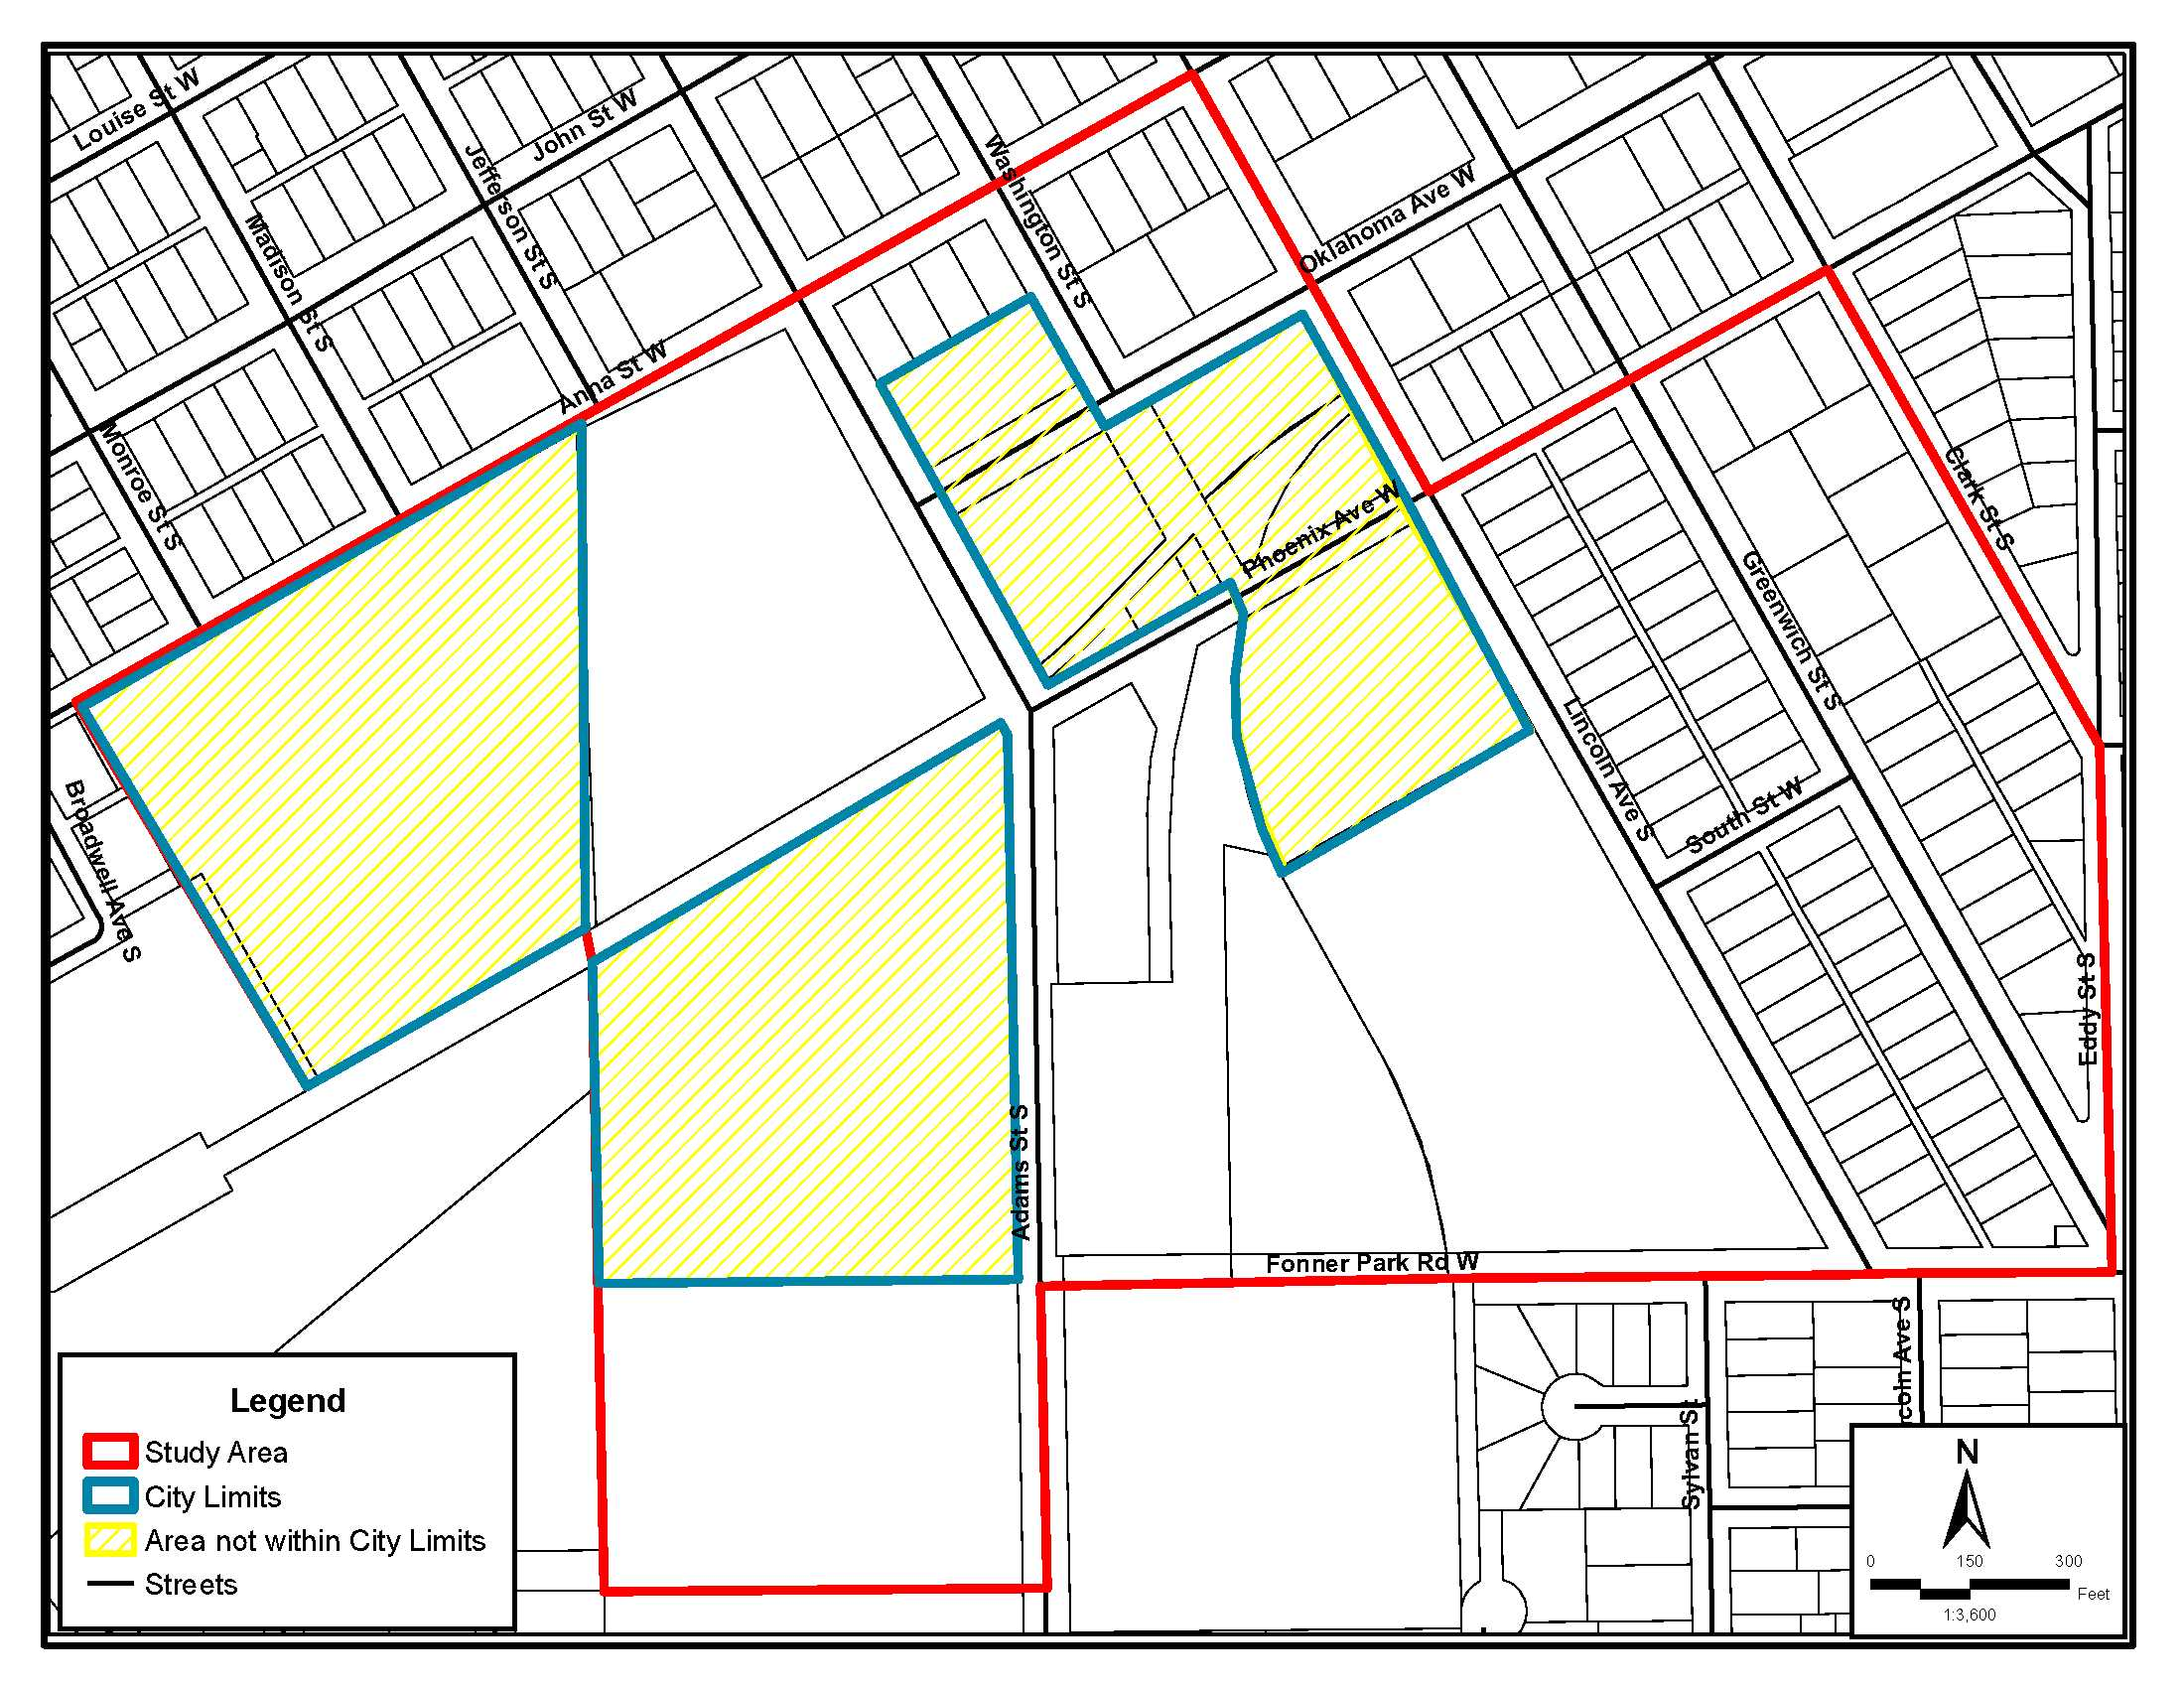 Louise St W
John St W
Jefferson St S
Madison St S
Washington St S
Oklahoma Ave W
Anna St W
Monroe St S
Clark St S
Phoenix Ave W
Greenwich St S
Lincoln Ave S
South St W
Broadwell Ave S
Eddy St S
Adams St S
Fonner Park Rd W
coln Ave S
Sylvan St
Legend
Study Area
City Limits
Area not within City Limits
Streets
N
0 150 300
Feet
1:3,600